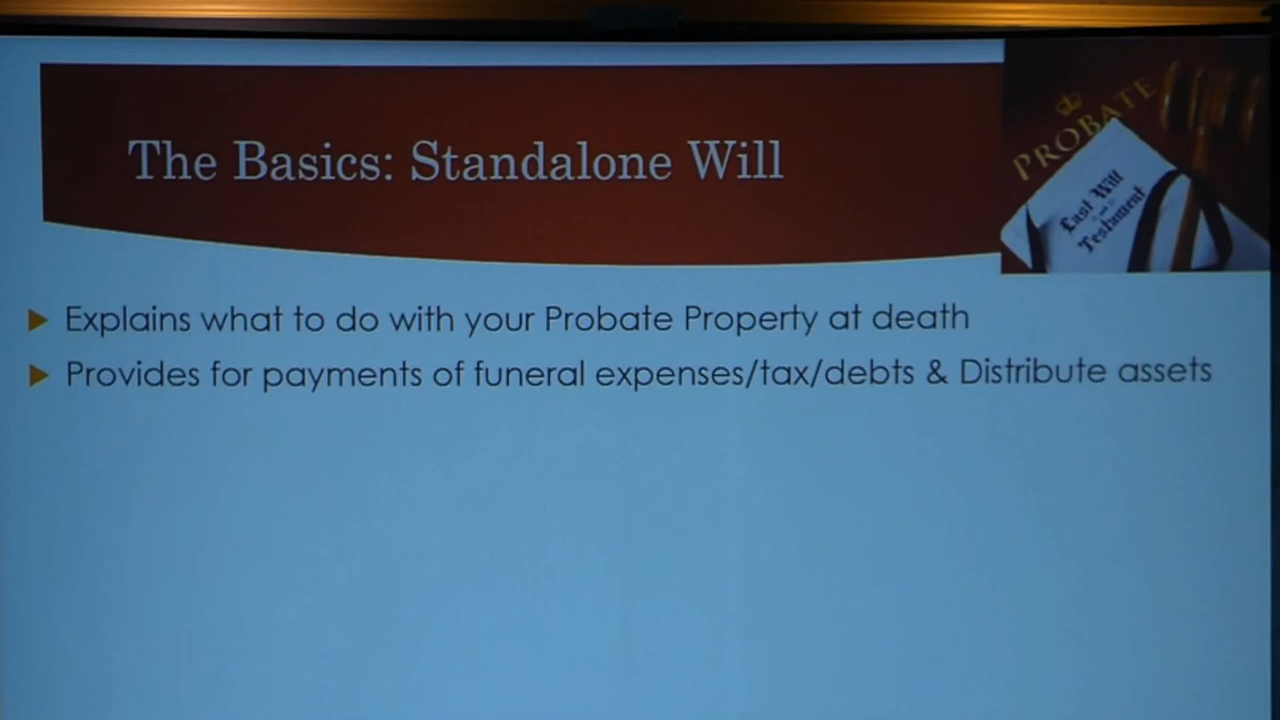 The Basics: Standalone Will
PROBATE
Last Will
and
Testament
Explains what to do with your Probate Property at death
Provides for payments of funeral expenses/tax/debts & Distribute assets